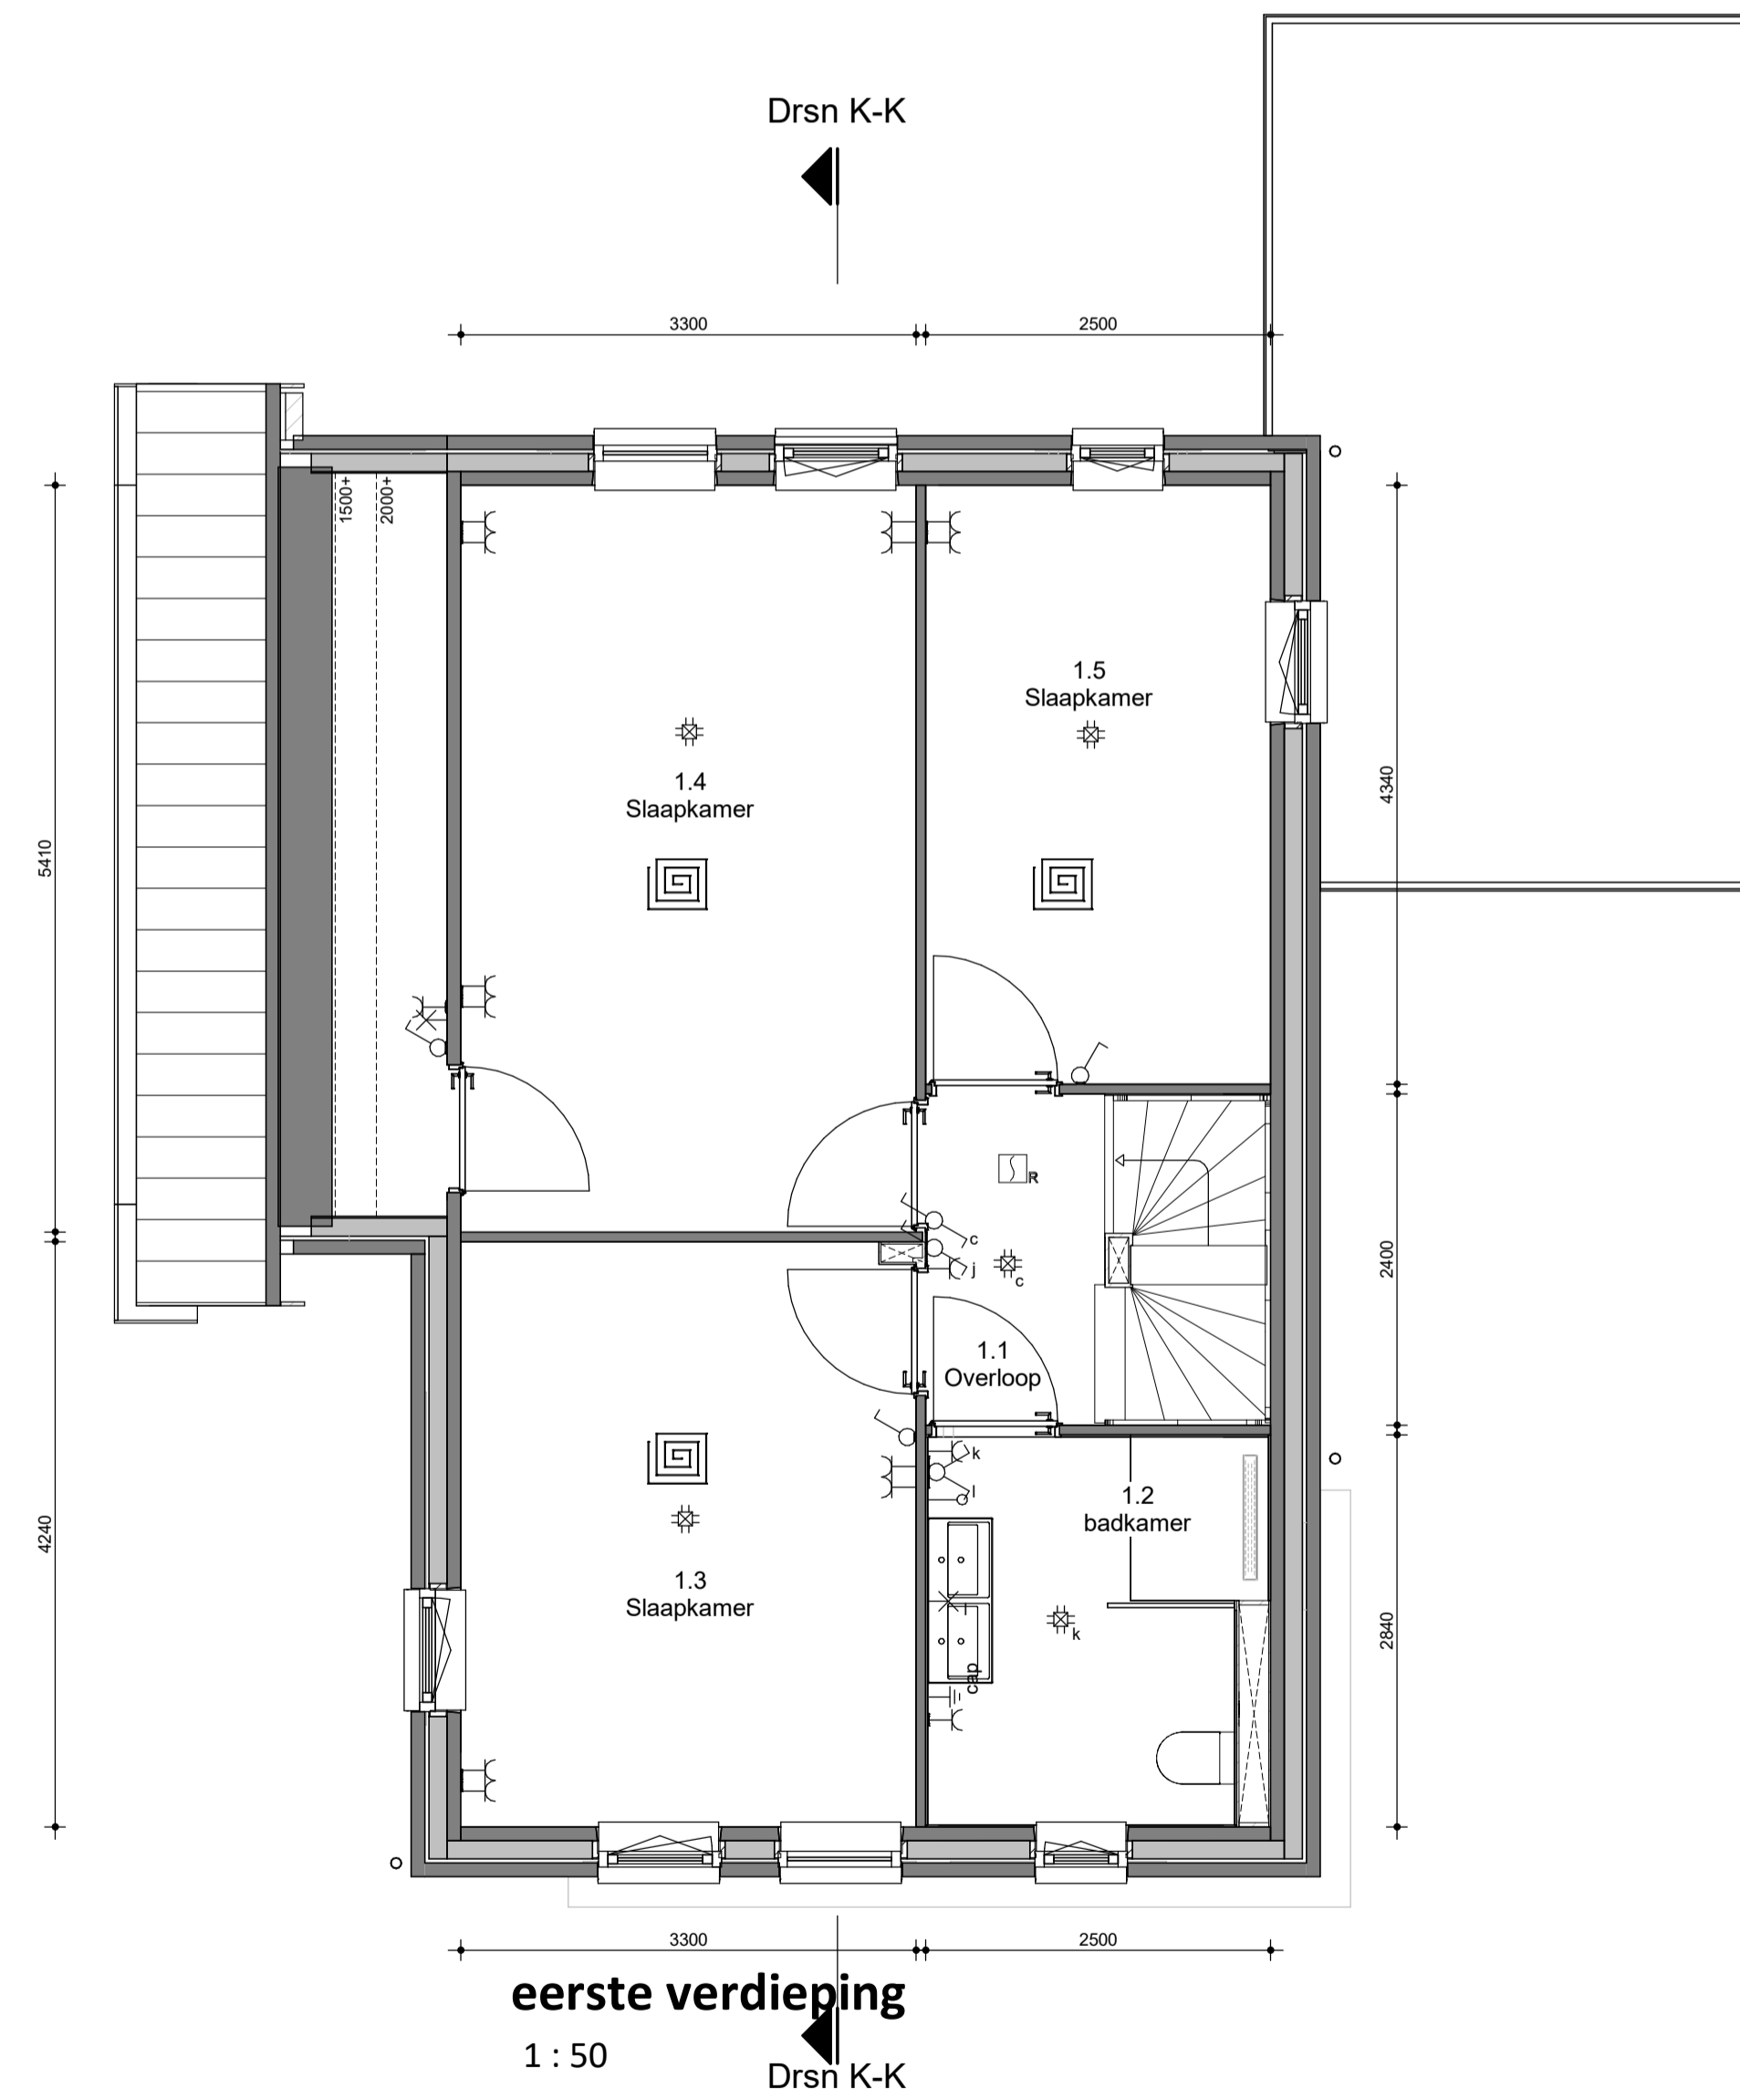 Drsn K-K
3300
2500
1500+
2000+
1.5
Slaapkamer
1.4
Slaapkamer
4340
5410
R
c
j
c
2400
1.1
Overloop
k
l
1.2
badkamer
4240
1.3
Slaapkamer
k
2840
cap
3300
2500
eerste verdieping
1 : 50
Drsn K-K